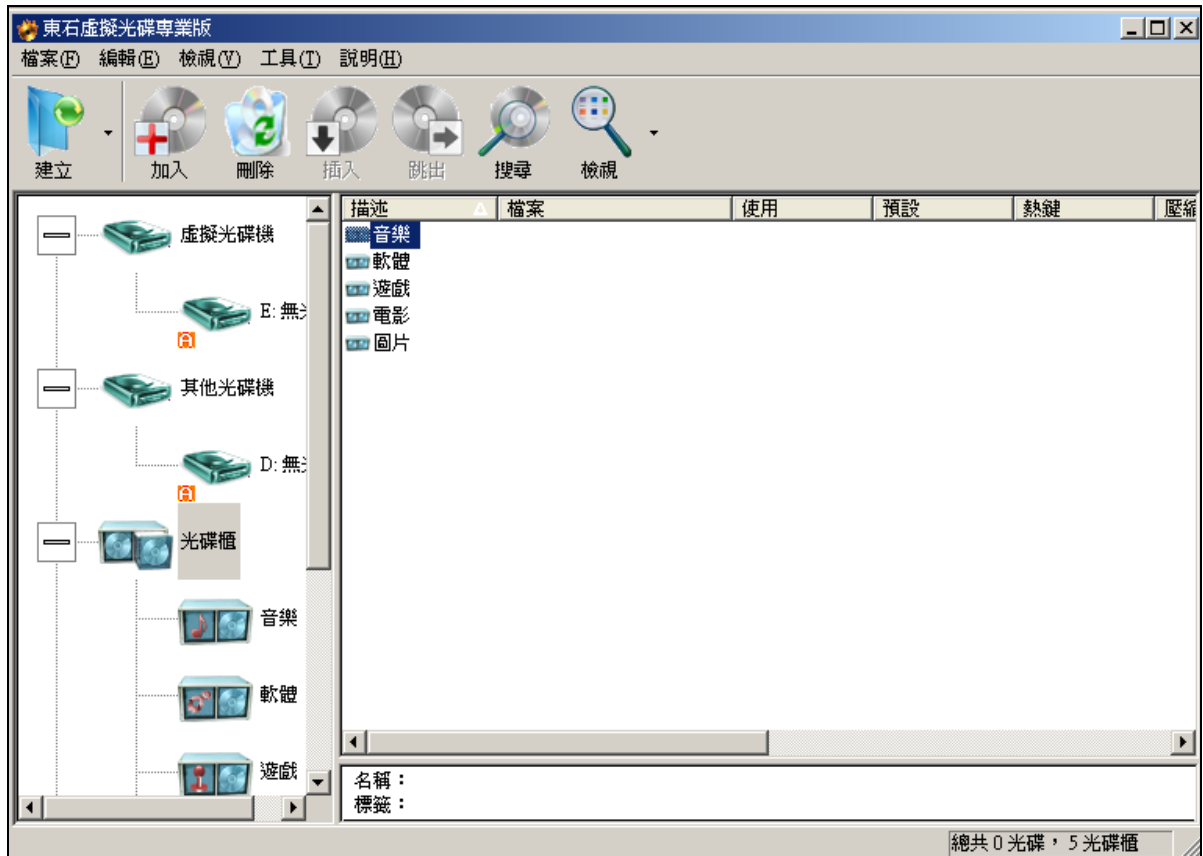 東石虛擬光碟專業版
檔案(F) 編輯(E) 檢視(V) 工具(T) 說明(H)
建立 加入 刪除 插入 跳出 搜尋 檢視
虛擬光碟機
E: 無
其他光碟機
D: 無
光碟櫃
音樂
軟體
遊戲
描述 檔案 使用 預設 熱鍵 壓縮
音樂
軟體
遊戲
電影
圖片
名稱：
標籤：
總共 0 光碟，5 光碟櫃